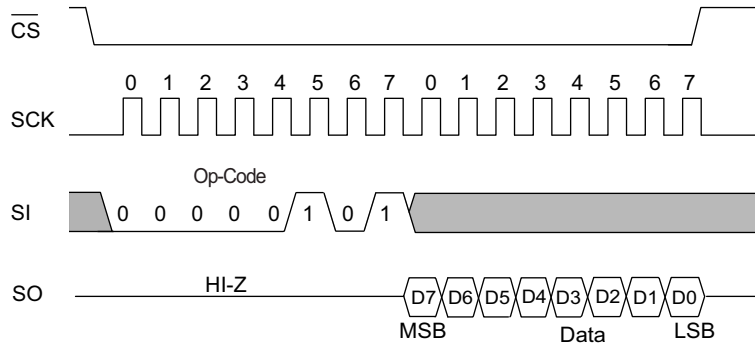 CS
0 1 2 3 4 5 6 7 0 1 2 3 4 5 6 7
SCK
Op-Code
SI 0 0 0 0 0 1 0 1
HI-Z
SO D7 D6 D5 D4 D3 D2 D1 D0
MSB Data LSB